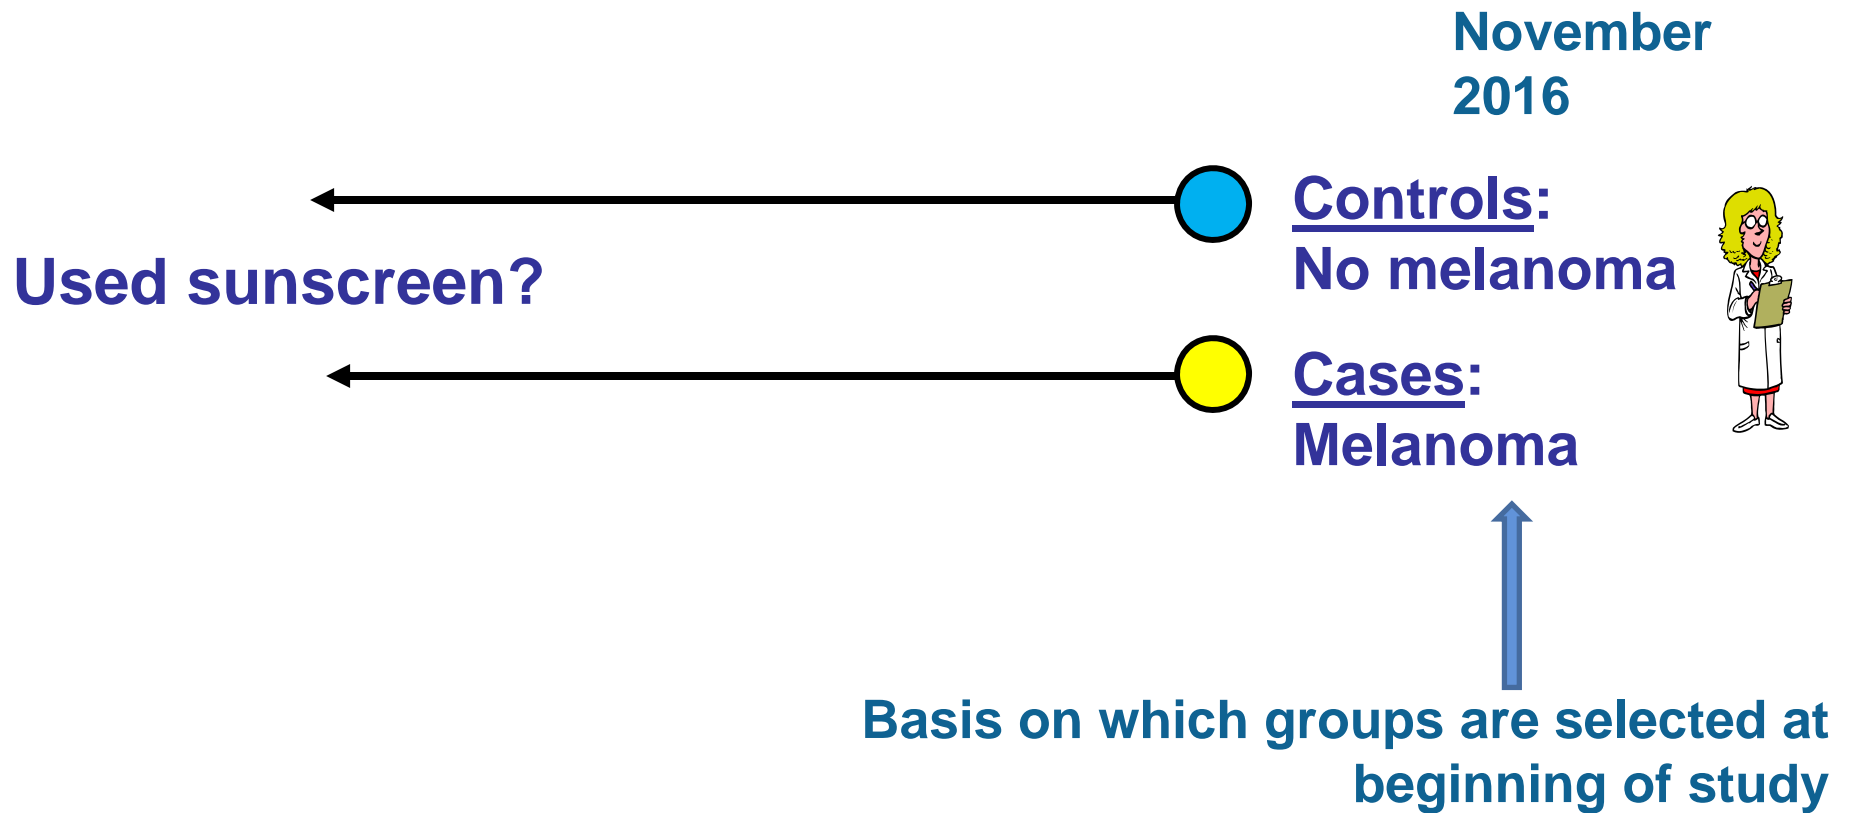 November
2016
Controls:
No melanoma
Used sunscreen?
Cases:
Melanoma
Basis on which groups are selected at
beginning of study